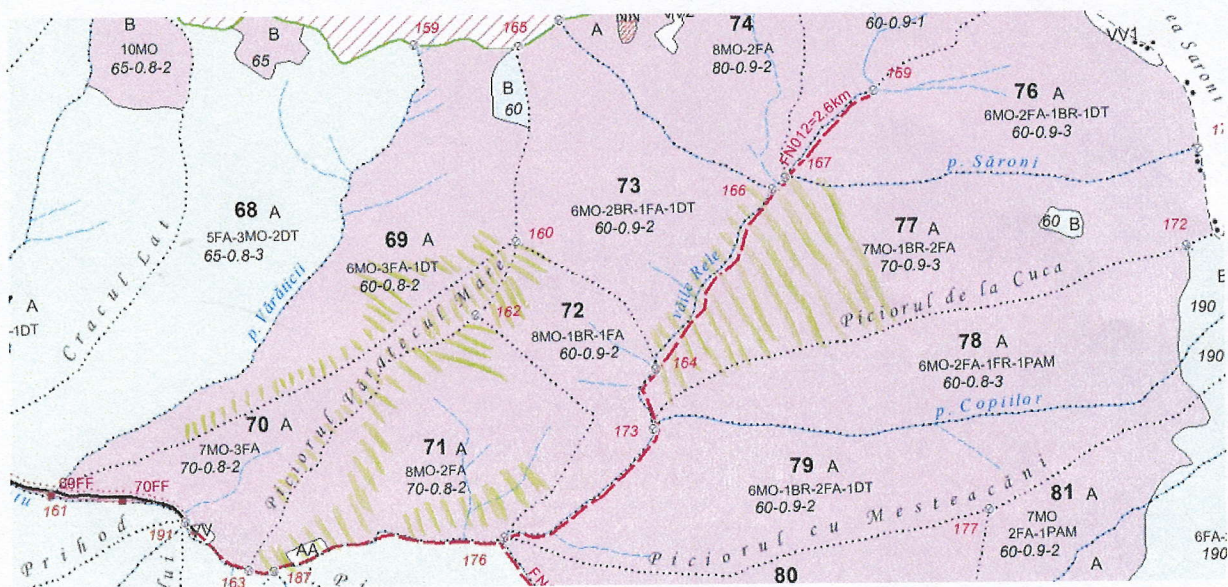 B
10MO
65-0.8-2
B
65
159
165
A
74
8MO-2FA
80-0.9-2
60-0.9-1
169
VV1
ea Saroni
76 A
6MO-2FA-1BR-1DT
60-0.9-3
B
60
FN012=2.6km
167
p. Săroni
166
68 A
5FA-3MO-2DT
65-0.8-3
Cracul Lat
p. Văraticii
69 A
6MO-3FA-1DT
60-0.8-2
160
73
6MO-2BR-1FA-1DT
60-0.9-2
văile Rele
77 A
7MO-1BR-2FA
70-0.9-3
60 B
172
A
-1DT
162
Piciorul Văratecul Mare
72
8MO-1BR-1FA
60-0.9-2
164
Piciorul de la Cuca
190
78 A
6MO-2FA-1FR-1PAM
60-0.8-3
190
p. Copiilor
173
70 A
7MO-3FA
70-0.8-2
71 A
8MO-2FA
70-0.8-2
79 A
6MO-1BR-2FA-1DT
60-0.9-2
Piciorul cu Mesteacăni
81 A
7MO
2FA-1PAM
60-0.9-2
A
177
69FF
70FF
161
Prihod
191
VV
lui
AA
163
187
176
FN
80
6FA-
190